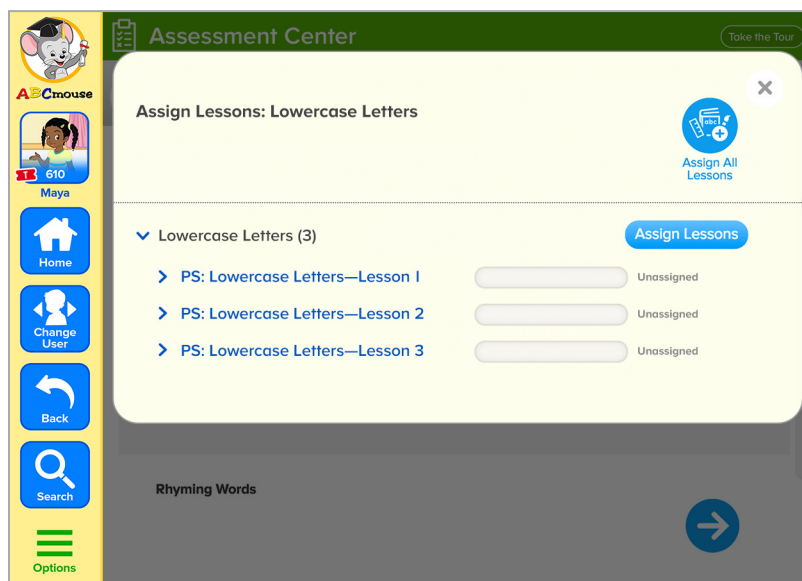 Assessment Center
Take the Tour
ABCmouse
610
Maya
Home
Change
User
Back
Search
Options
Assign Lessons: Lowercase Letters
abc
Assign All
Lessons
Lowercase Letters (3)
Assign Lessons
PS: Lowercase Letters—Lesson 1
Unassigned
PS: Lowercase Letters—Lesson 2
Unassigned
PS: Lowercase Letters—Lesson 3
Unassigned
Rhyming Words